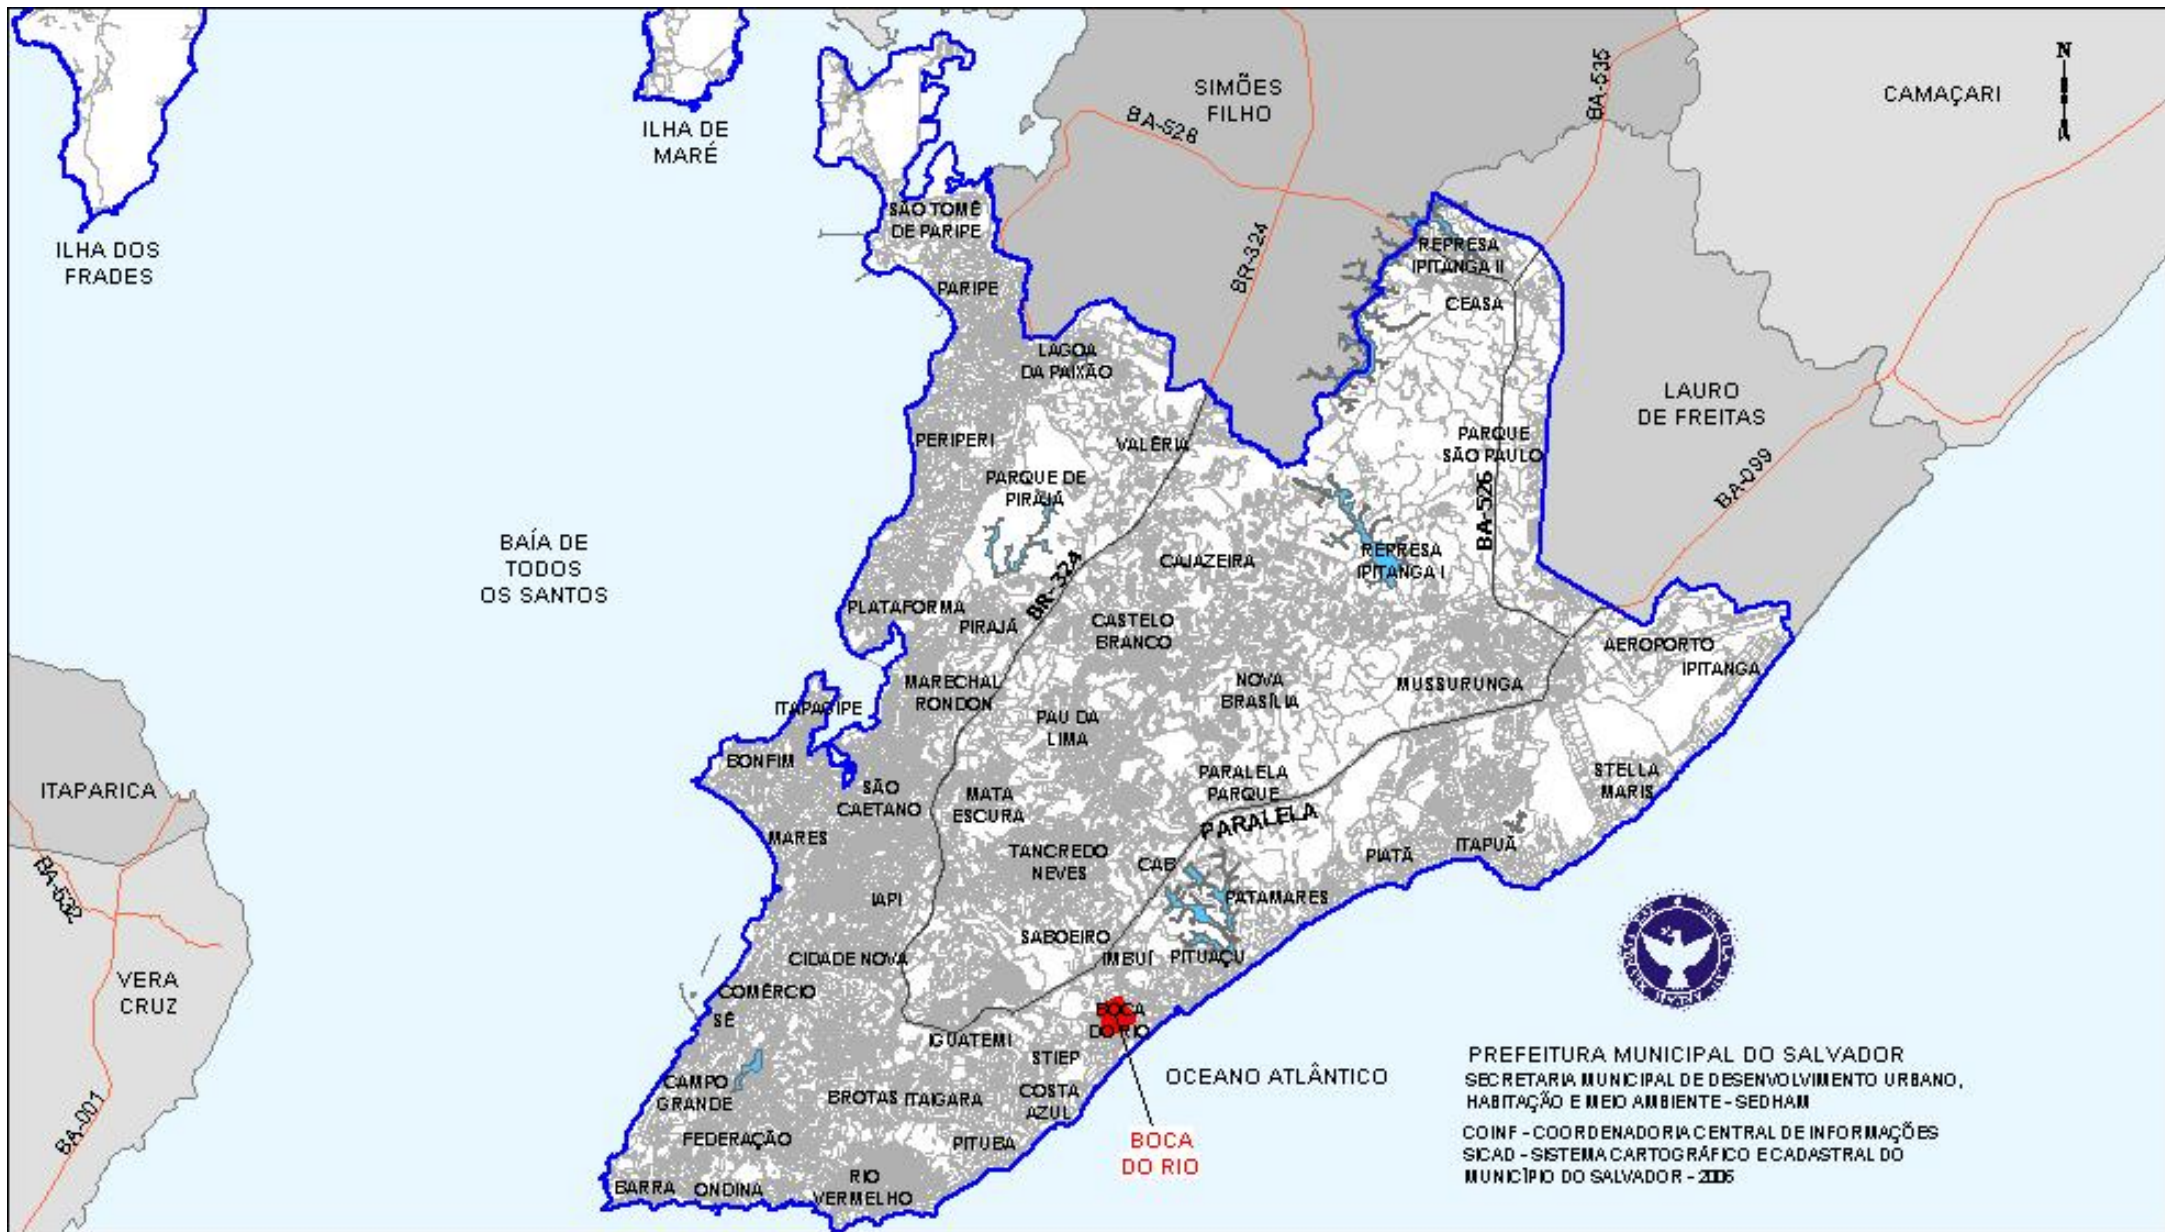 N
SIMÕES
FILHO
BA-535
CAMAÇARI
BA-526
ILHA DE
MARÉ
ILHA DOS
FRADES
SÃO TOMÉ
DE PARIPE
BR-324
REPRESA
IPITANGA II
PARIPE
CEASA
LAGOA
DA PAIXÃO
LAURO
DE FREITAS
PERIPERI
VALÉRIA
PARQUE
SÃO PAULO
PARQUE DE
PIRAJÁ
BA-099
BA-526
BAÍA DE
TODOS
OS SANTOS
CAJAZEIRA
REPRESA
IPITANGA I
BR-324
PLATAFORMA
PIRAJÁ
CASTELO
BRANCO
AEROPORTO
IPITANGA
MARECHAL
RONDON
NOVA
BRASÍLIA
MUSSURUNGA
ITAPAGIPE
PAU DA
LIMA
BONFIM
PARALELA
PARQUE
STELLA
MARIS
ITAPARICA
SÃO
CAETANO
MATA
ESCURA
PARALELA
MARES
TANCREDO
NEVES
CAB
PIATÃ
ITAPUÃ
BA-532
IAPI
PATAMARES
SABOEIRO
CIDADE NOVA
IMBUÍ
PITUAÇU
VERA
CRUZ
COMÉRCIO
SÉ
BOCA
DO RIO
IGUATEMI
STIEP
OCEANO ATLÂNTICO
CAMPO
GRANDE
BROTAS
ITAIGARA
COSTA
AZUL
BA-001
FEDERAÇÃO
PITUBA
BOCA
DO RIO
BARRA
ONDINA
RIO
VERMELHO
PREFEITURA MUNICIPAL DO SALVADOR
SECRETARIA MUNICIPAL DE DESENVOLVIMENTO URBANO,
HABITAÇÃO E MEIO AMBIENTE - SEDHAM
COINF - COORDENADORIA CENTRAL DE INFORMAÇÕES
SICAD - SISTEMA CARTOGRÁFICO E CADASTRAL DO
MUNICÍPIO DO SALVADOR - 2006